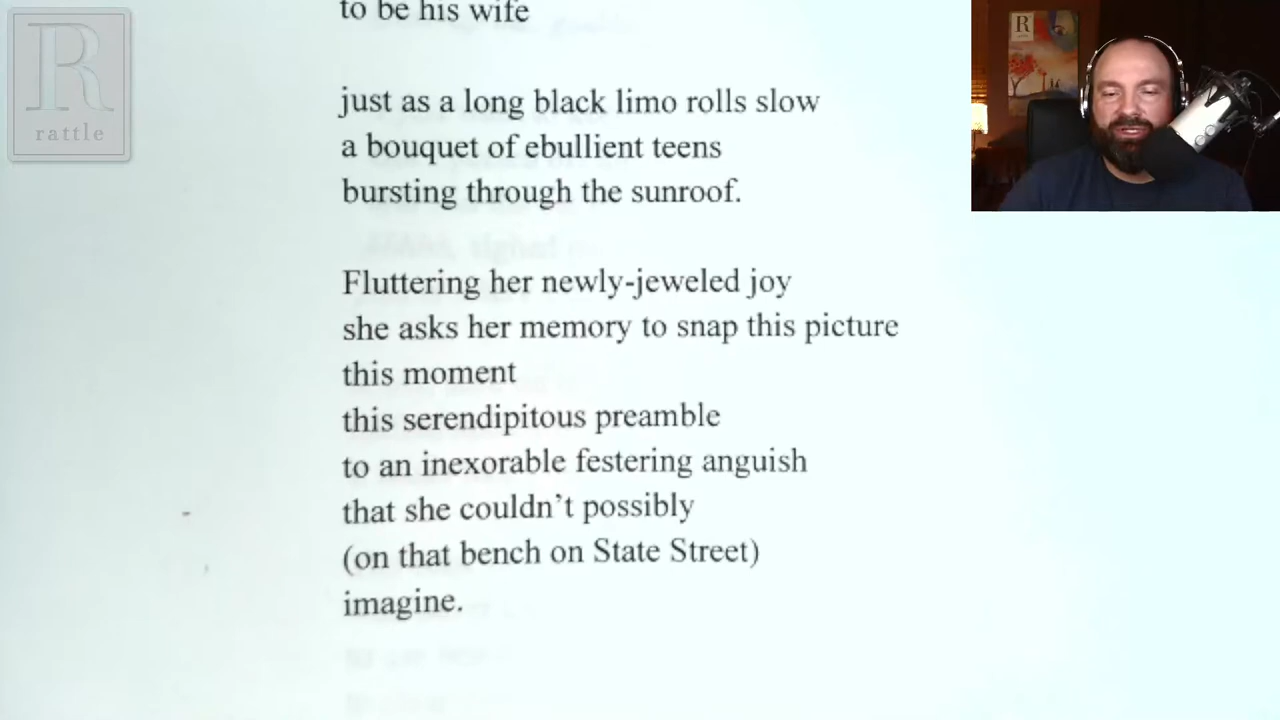 R
rattle
to be his wife
just as a long black limo rolls slow
a bouquet of ebullient teens
bursting through the sunroof.
Fluttering her newly-jeweled joy
she asks her memory to snap this picture
this moment
this serendipitous preamble
to an inexorable festering anguish
that she couldn’t possibly
(on that bench on State Street)
imagine.
R